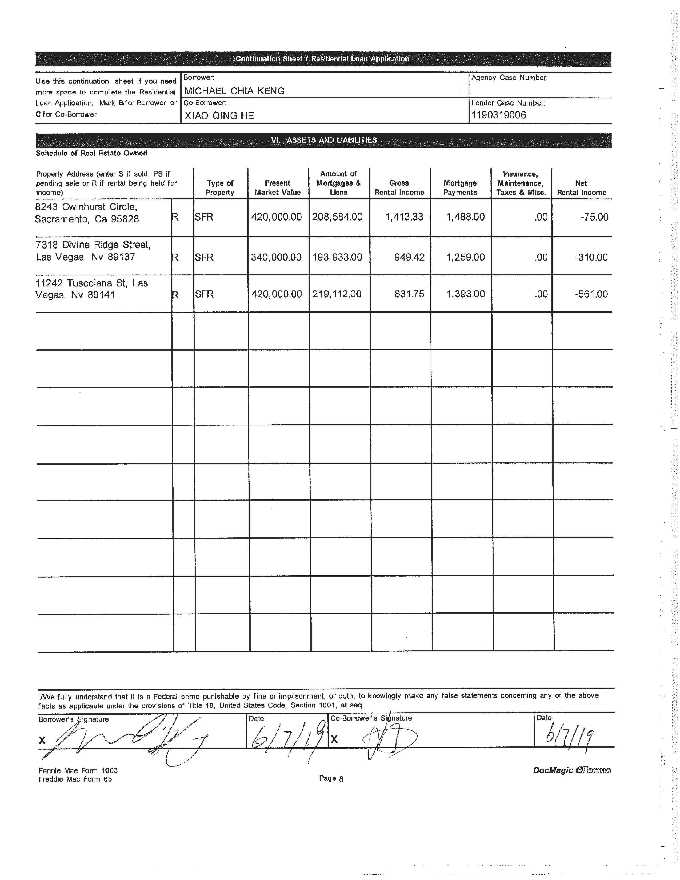 Continuation Sheet / Residential Loan Application
Use this continuation sheet if you need
more space to complete the Residential
Loan Application. Mark B for Borrower or
C for Co-Borrower.
Borrower:
MICHAEL CHIA KENG
Co-Borrower:
XIAO QING HE
Agency Case Number:
Lender Case Number:
1190319006
VI. ASSETS AND LIABILITIES
Schedule of Real Estate Owned
Property Address (enter S if sold, PS if
pending sale or R if rental being held for
income)
Type of
Property
Present
Market Value
Amount of
Mortgages &
Liens
Gross
Rental Income
Mortgage
Payments
Insurance,
Maintenance,
Taxes & Misc.
Net
Rental Income
8243 Owlnhurst Circle,
Sacramento, Ca 95828 R SFR 420,000.00 208,584.00 1,413.33 1,488.00 .00 -75.00
7318 Divine Ridge Street,
Las Vegas, Nv 89137 R SFR 340,000.00 193,633.00 949.42 1,259.00 .00 -310.00
11242 Tuscolana St, Las
Vegas, Nv 89141 R SFR 420,000.00 219,112.00 831.75 1,393.00 .00 -561.00
I/We fully understand that it is a Federal crime punishable by fine or imprisonment, or both, to knowingly make any false statements concerning any of the above
facts as applicable under the provisions of Title 18, United States Code, Section 1001, et seq.
Borrower's Signature
X
Date
6/7/19
Co-Borrower's Signature
X
Date
6/7/19
Fannie Mae Form 1003
Freddie Mac Form 65
Page 8
DocMagic eForms